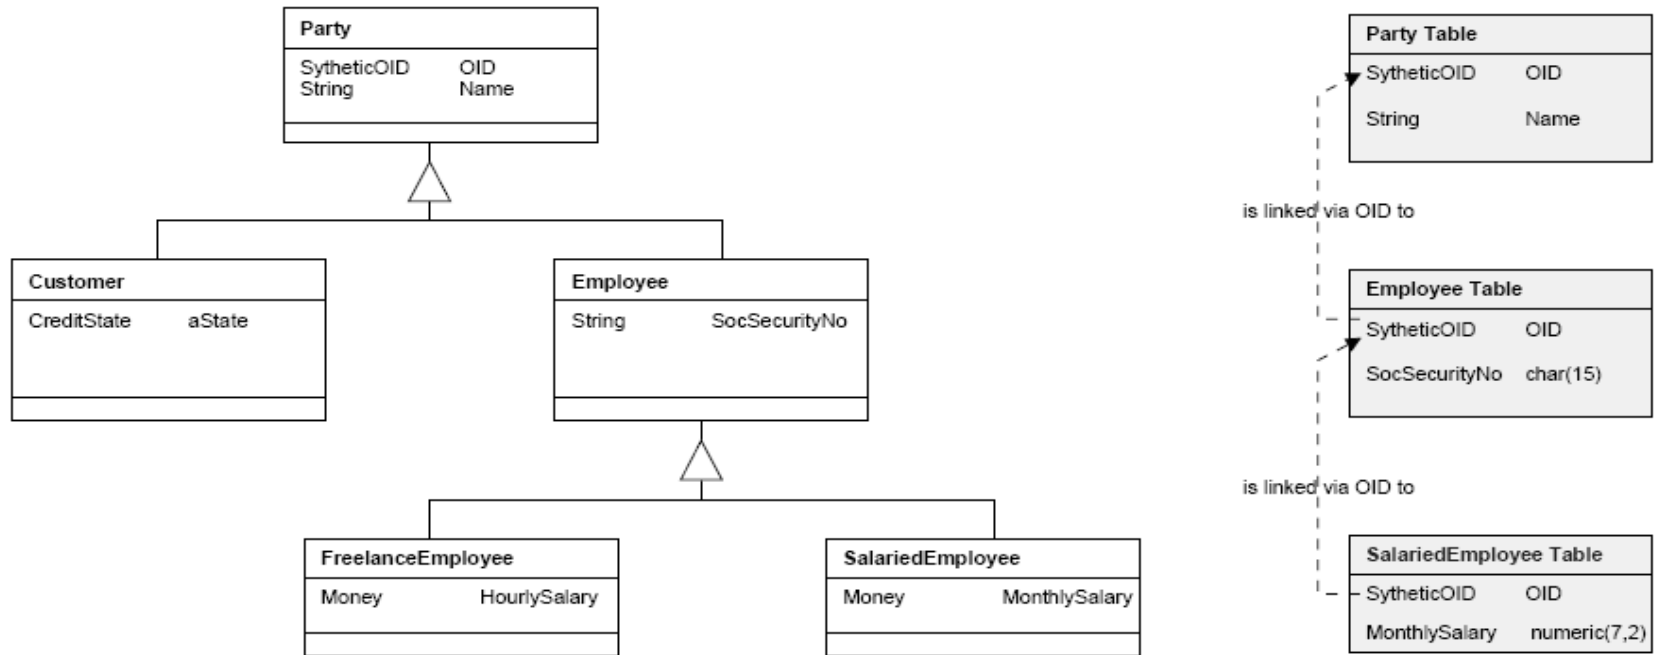 Party
SytheticOID OID
String Name
Customer
CreditState aState
Employee
String SocSecurityNo
FreelanceEmployee
Money HourlySalary
SalariedEmployee
Money MonthlySalary
Party Table
SytheticOID OID
String Name
is linked via OID to
Employee Table
SytheticOID OID
SocSecurityNo char(15)
is linked via OID to
SalariedEmployee Table
SytheticOID OID
MonthlySalary numeric(7,2)